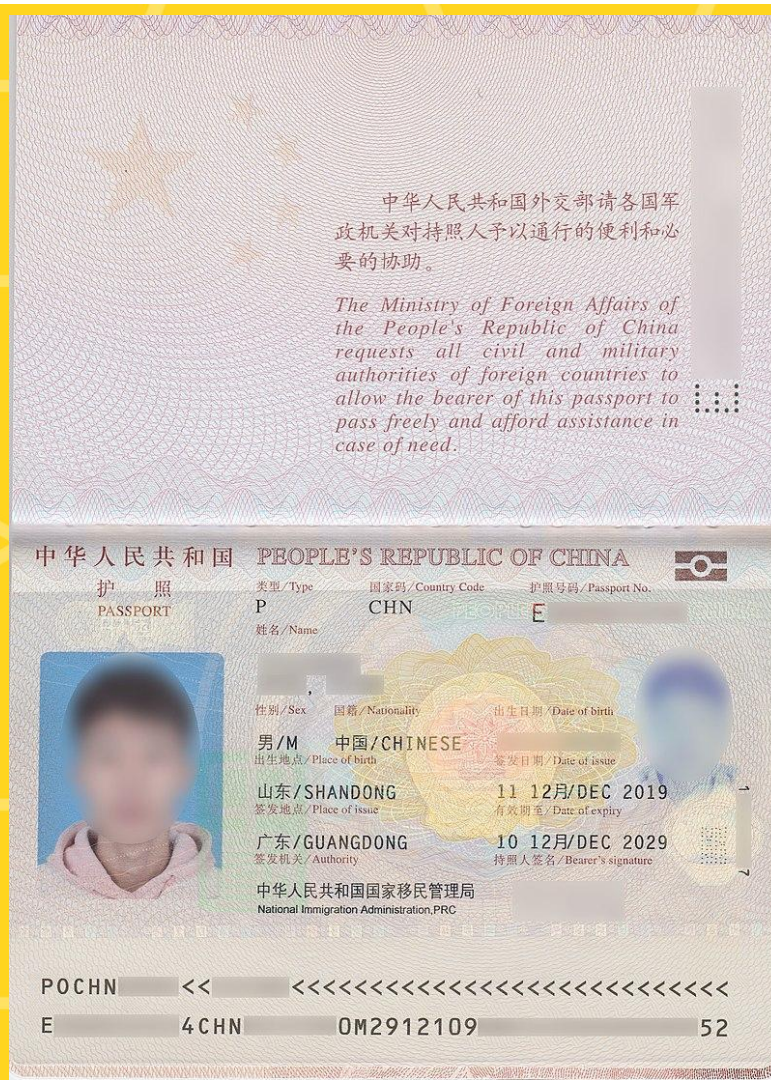 中华人民共和国外交部请各国军
政机关对持照人予以通行的便利和必
要的协助。
The Ministry of Foreign Affairs of
the People's Republic of China
requests all civil and military
authorities of foreign countries to
allow the bearer of this passport to
pass freely and afford assistance in
case of need.
中华人民共和国 PEOPLE'S REPUBLIC OF CHINA
护 照
PASSPORT
类型/Type 国家码/Country Code 护照号码/Passport No.
P CHN E
姓名/Name
,
性别/Sex 国籍/Nationality 出生日期/Date of birth
男/M 中国/CHINESE
出生地点/Place of birth 签发日期/Date of issue
山东/SHANDONG 11 12月/DEC 2019
签发地点/Place of issue 有效期至/Date of expiry
广东/GUANGDONG 10 12月/DEC 2029
签发机关/Authority 持照人签名/Bearer's signature
中华人民共和国国家移民管理局
National Immigration Administration,PRC
POCHN << <<<<<<<<<<<<<<<<<<<<<<<<<<<<
E 4CHN 0M2912109 52